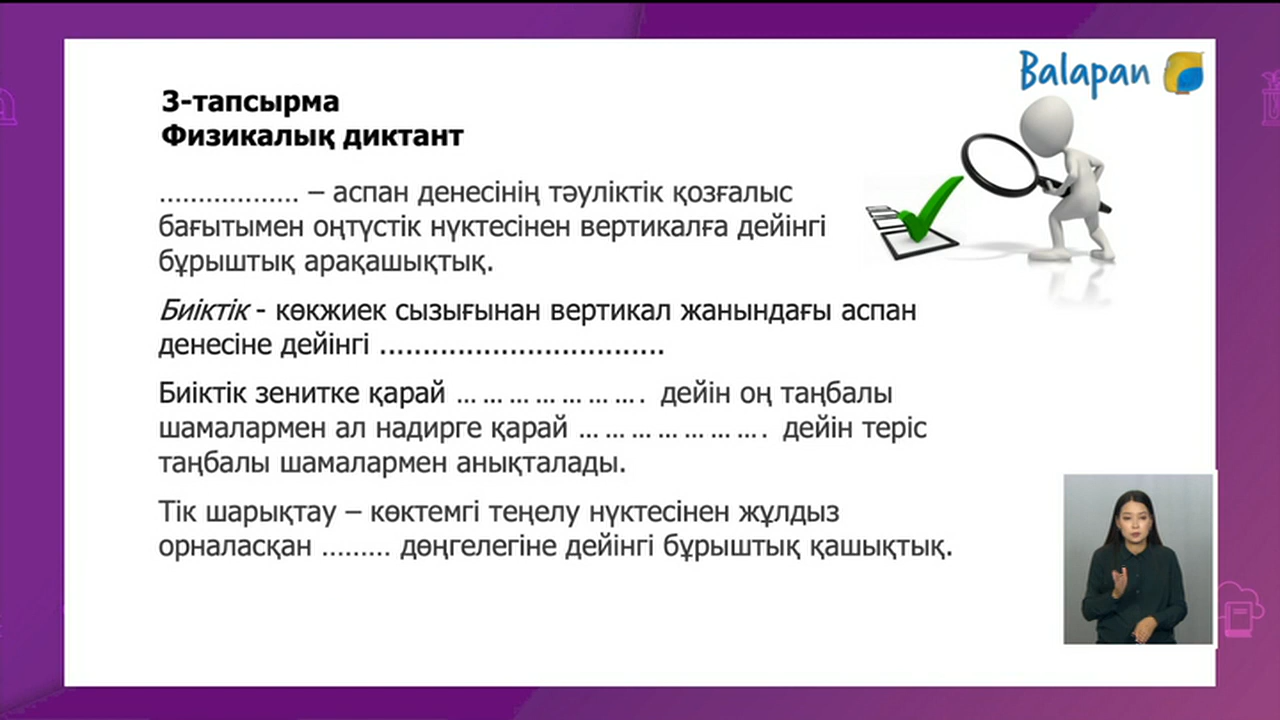 Balapan
3-тапсырма
Физикалық диктант
.................. – аспан денесінің тәуліктік қозғалыс
бағытымен оңтүстік нүктесінен вертикалға дейінгі
бұрыштық арақашықтық.
Биіктік - көкжиек сызығынан вертикал жанындағы аспан
денесіне дейінгі .................................
Биіктік зенитке қарай … … … … … … …. дейін оң таңбалы
шамалармен ал надирге қарай … … … … … … …. дейін теріс
таңбалы шамалармен анықталады.
Тік шарықтау – көктемгі теңелу нүктесінен жұлдыз
орналасқан ......... дөңгелегіне дейінгі бұрыштық қашықтық.